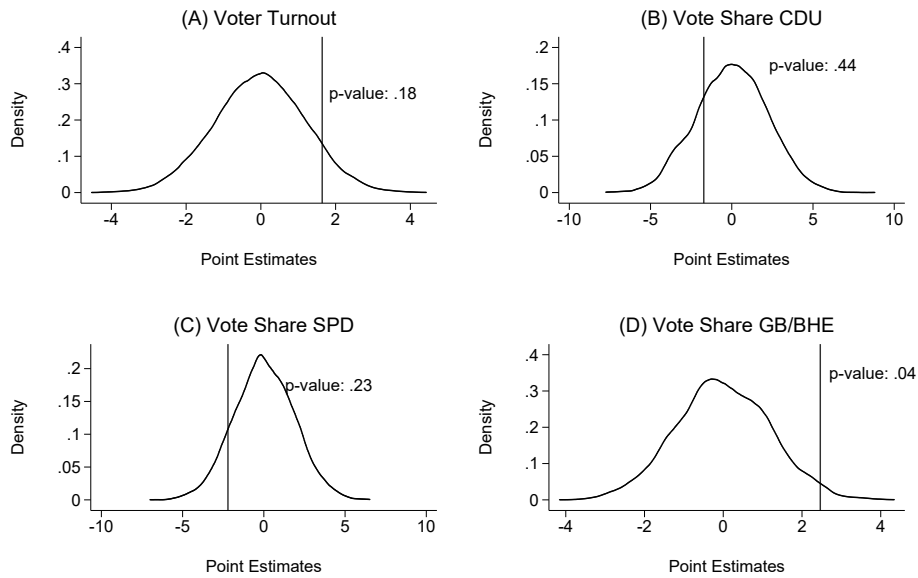 (A) Voter Turnout
.4
.3
.2
.1
0
Density
p-value: .18
-4 -2 0 2 4
Point Estimates
(B) Vote Share CDU
.2
.15
.1
.05
0
Density
p-value: .44
-10 -5 0 5 10
Point Estimates
(C) Vote Share SPD
.2
.15
.1
.05
0
Density
p-value: .23
-10 -5 0 5 10
Point Estimates
(D) Vote Share GB/BHE
.4
.3
.2
.1
0
Density
p-value: .04
-4 -2 0 2 4
Point Estimates